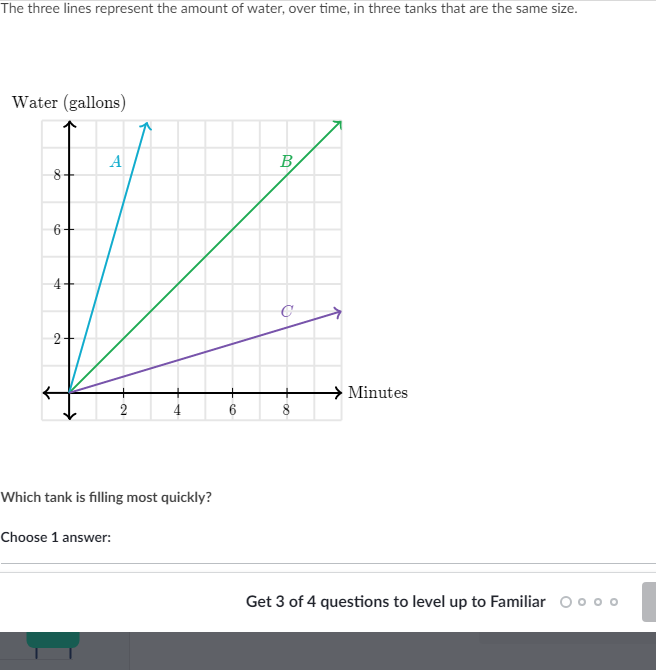 The three lines represent the amount of water, over time, in three tanks that are the same size.
Water (gallons)
A
B
8
6
4
C
2
Minutes
2
4
6
8
Which tank is filling most quickly?
Choose 1 answer:
Get 3 of 4 questions to level up to Familiar